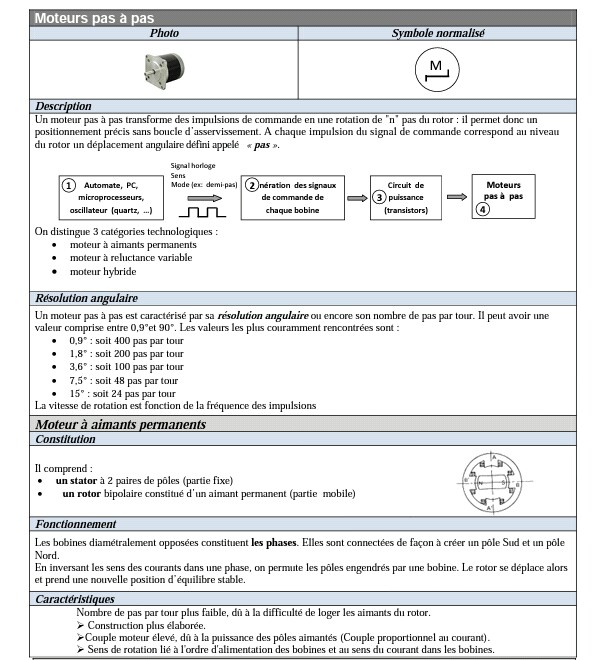 Moteurs pas à pas
Photo
Symbole normalisé
M
Description
Un moteur pas à pas transforme des impulsions de commande en une rotation de "n" pas du rotor : il permet donc un
positionnement précis sans boucle d'asservissement. A chaque impulsion du signal de commande correspond au niveau
du rotor un déplacement angulaire défini appelé « pas ».
Signal horloge
Sens
Mode (ex: demi-pas)
1 Automate, PC,
microprocesseurs,
oscillateur (quartz, ...)
2 nération des signaux
de commande de
chaque bobine
Circuit de
3 puissance
(transistors)
Moteurs
pas à pas
4
On distingue 3 catégories technologiques :
• moteur à aimants permanents
• moteur à reluctance variable
• moteur hybride
Résolution angulaire
Un moteur pas à pas est caractérisé par sa résolution angulaire ou encore son nombre de pas par tour. Il peut avoir une
valeur comprise entre 0,9°et 90°. Les valeurs les plus couramment rencontrées sont :
• 0,9° : soit 400 pas par tour
• 1,8° : soit 200 pas par tour
• 3,6° : soit 100 pas par tour
• 7,5° : soit 48 pas par tour
• 15° : soit 24 pas par tour
La vitesse de rotation est fonction de la fréquence des impulsions
Moteur à aimants permanents
Constitution
Il comprend :
• un stator à 2 paires de pôles (partie fixe)
• un rotor bipolaire constitué d'un aimant permanent (partie mobile)
A
B'
N
S
B
A'
Fonctionnement
Les bobines diamétralement opposées constituent les phases. Elles sont connectées de façon à créer un pôle Sud et un pôle
Nord.
En inversant les sens des courants dans une phase, on permute les pôles engendrés par une bobine. Le rotor se déplace alors
et prend une nouvelle position d'équilibre stable.
Caractéristiques
Nombre de pas par tour plus faible, dû à la difficulté de loger les aimants du rotor.
➢ Construction plus élaborée.
➢Couple moteur élevé, dû à la puissance des pôles aimantés (Couple proportionnel au courant).
➢ Sens de rotation lié à l'ordre d'alimentation des bobines et au sens du courant dans les bobines.